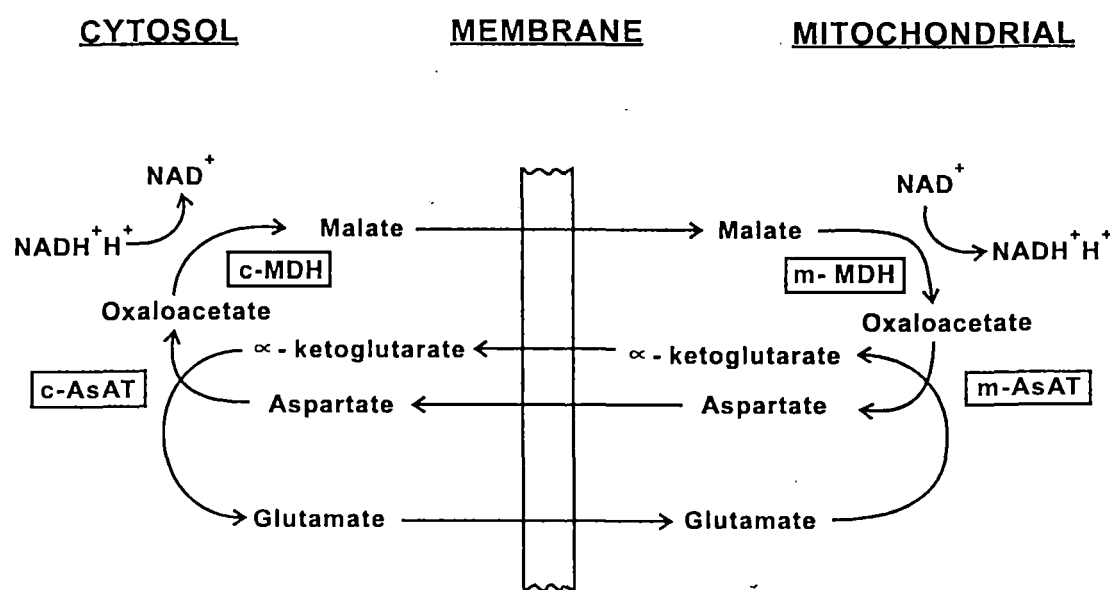 CYTOSOL MEMBRANE MITOCHONDRIAL
NAD+ NAD+
NADH+H+ Malate Malate NADH+H+
c-MDH m- MDH
Oxaloacetate Oxaloacetate
∝ - ketoglutarate ∝ - ketoglutarate
c-AsAT m-AsAT
Aspartate Aspartate
Glutamate Glutamate